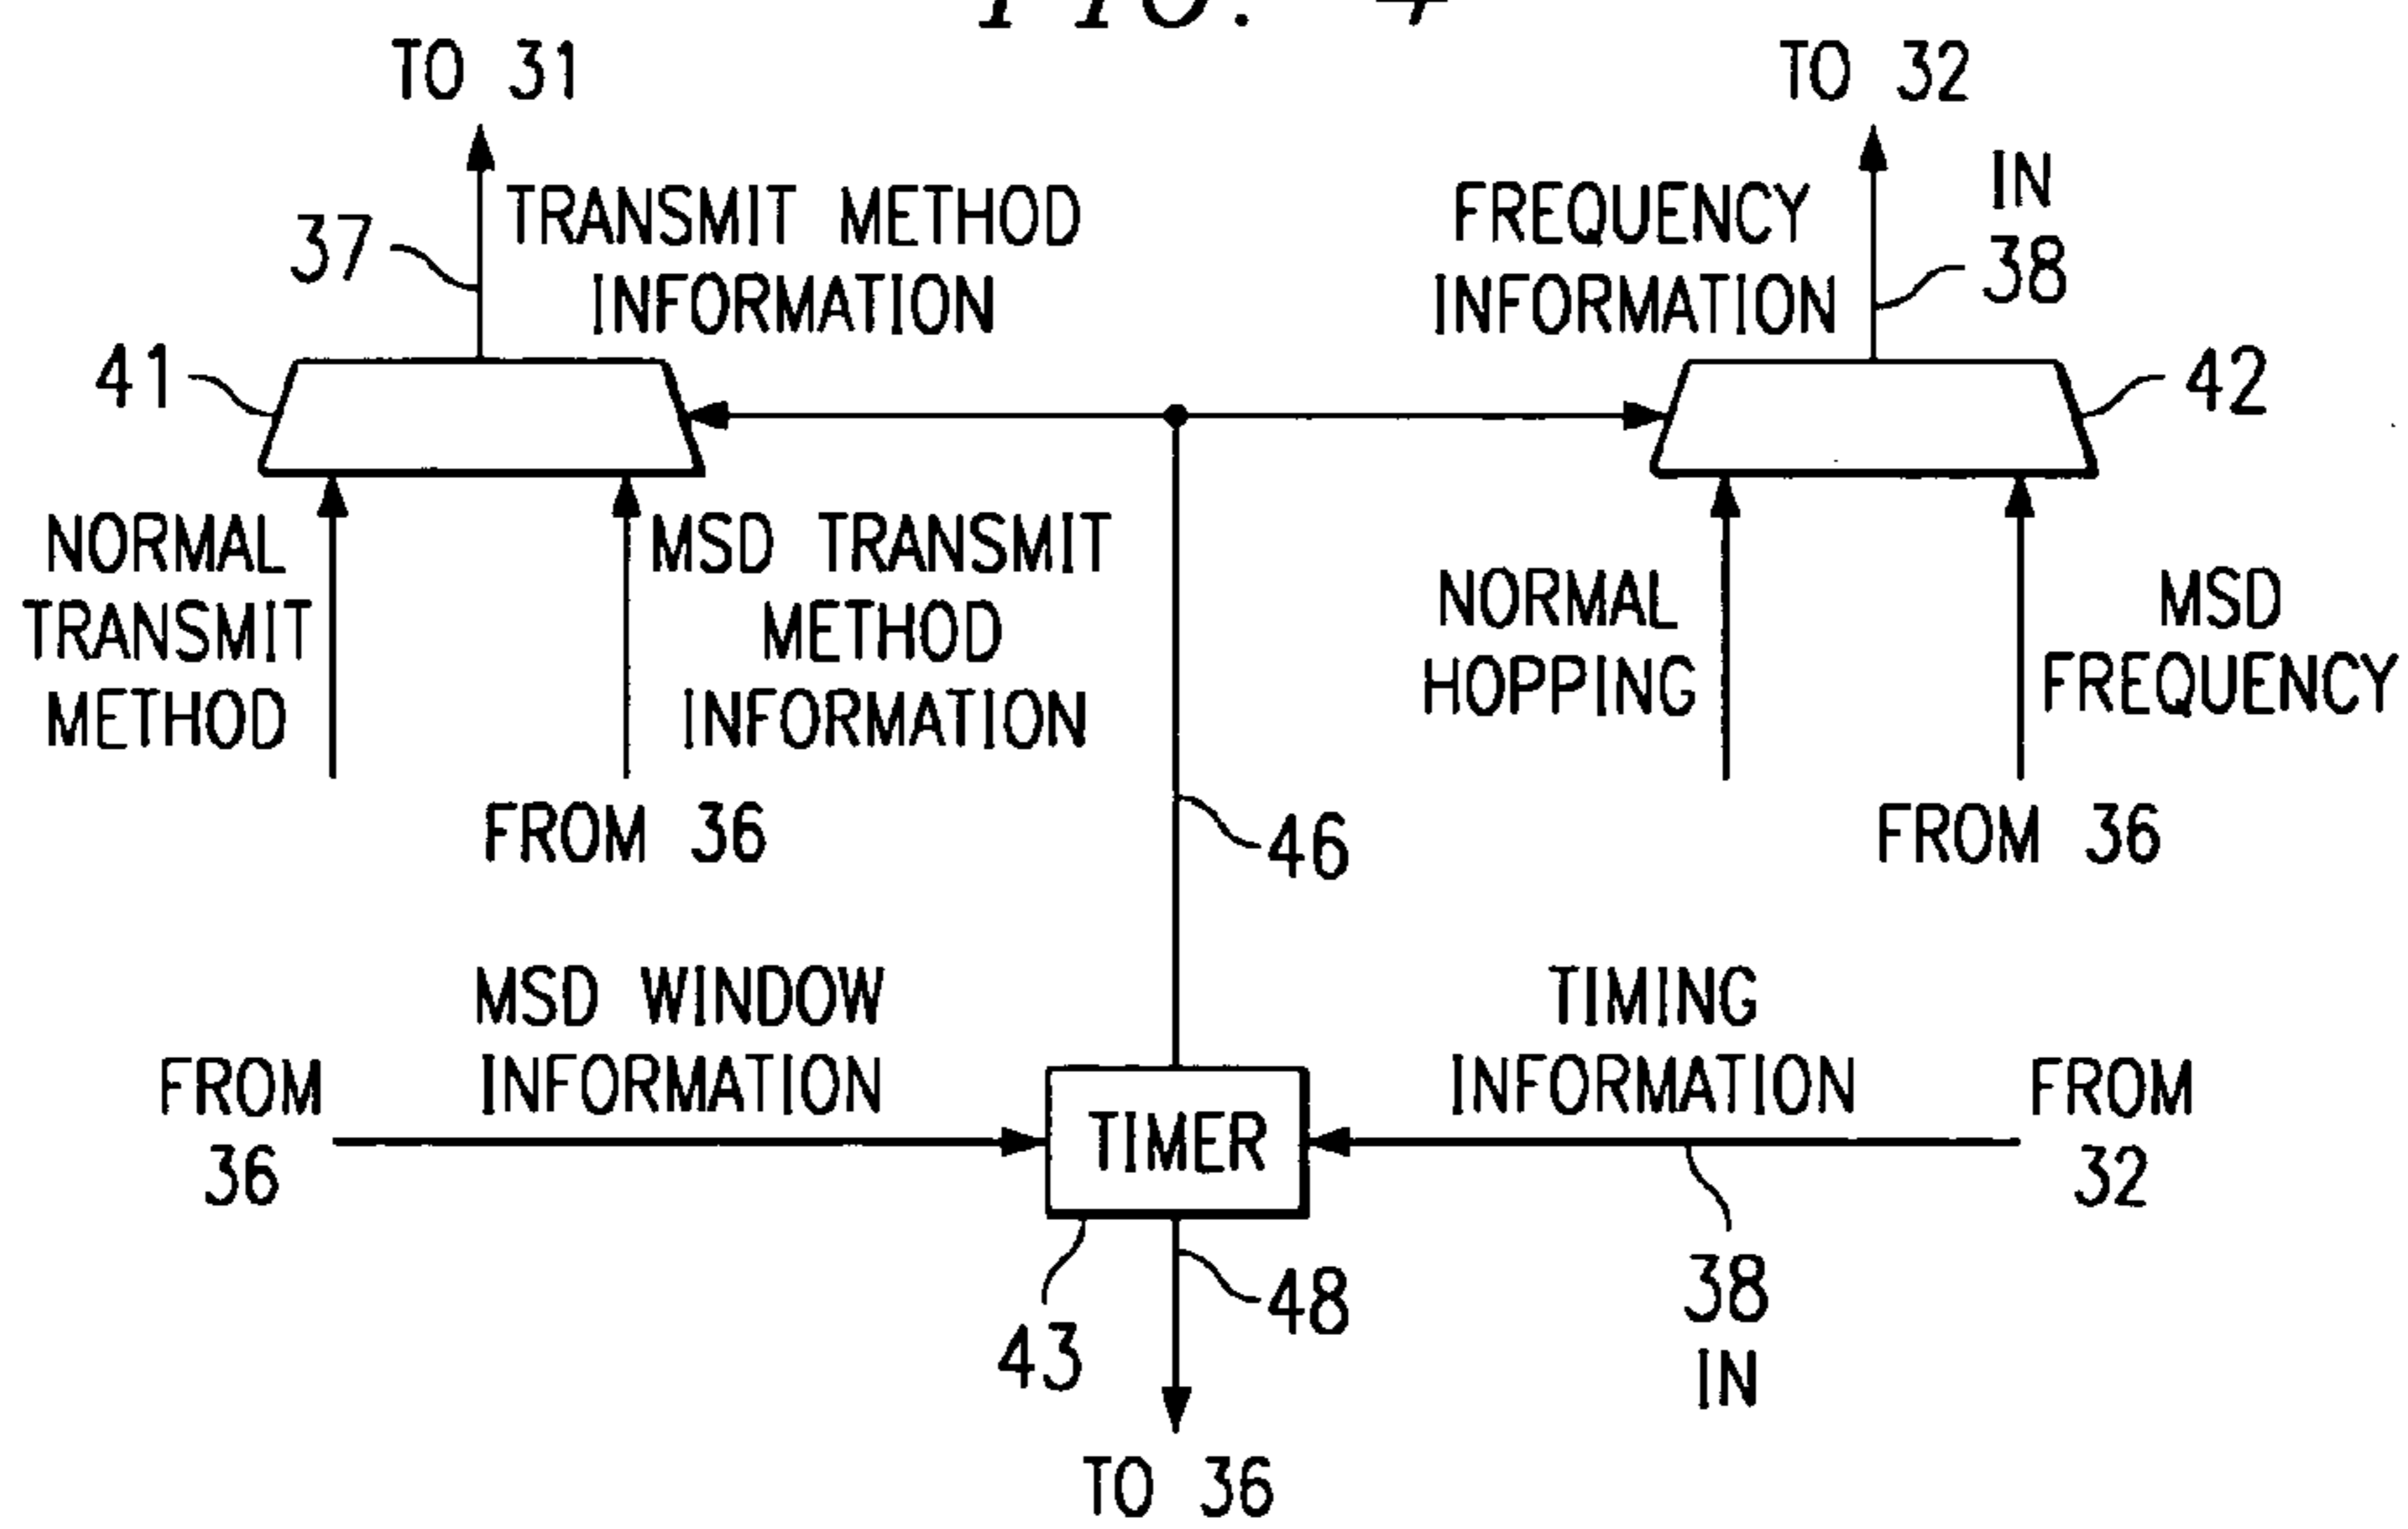 FIG. 4
TO 31
TO 32
37
TRANSMIT METHOD
INFORMATION
FREQUENCY
INFORMATION
IN
38
41
42
NORMAL
TRANSMIT
METHOD
MSD TRANSMIT
METHOD
INFORMATION
FROM 36
NORMAL
HOPPING
MSD
FREQUENCY
FROM 36
46
FROM
36
MSD WINDOW
INFORMATION
TIMER
TIMING
INFORMATION
FROM
32
43
48
38
IN
TO 36